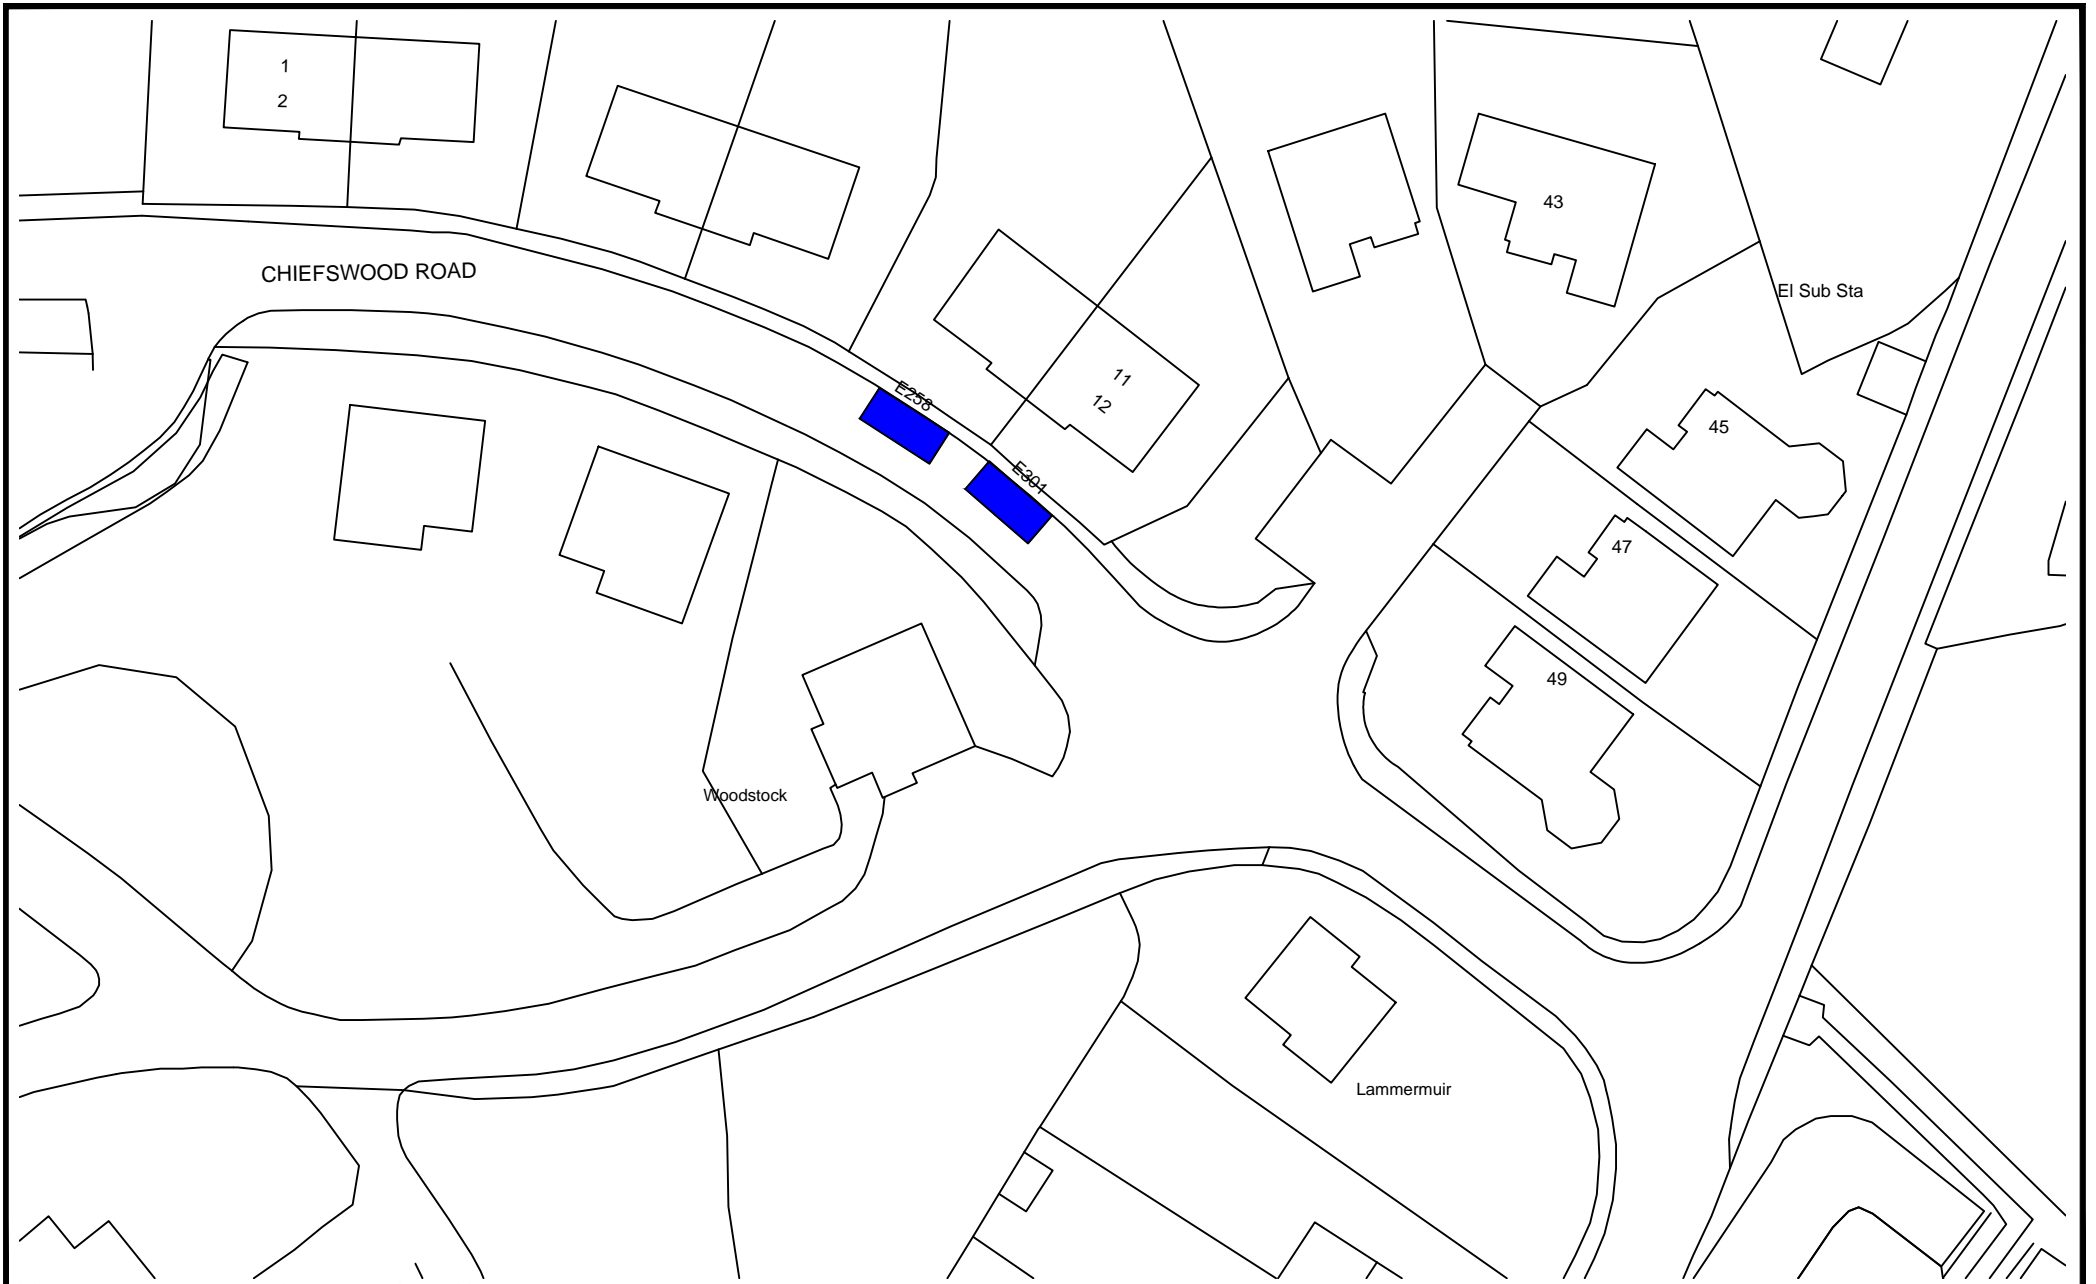 1
2
43
CHIEFSWOOD ROAD
El Sub Sta
11
12
E258
45
E301
47
49
Woodstock
Lammermuir